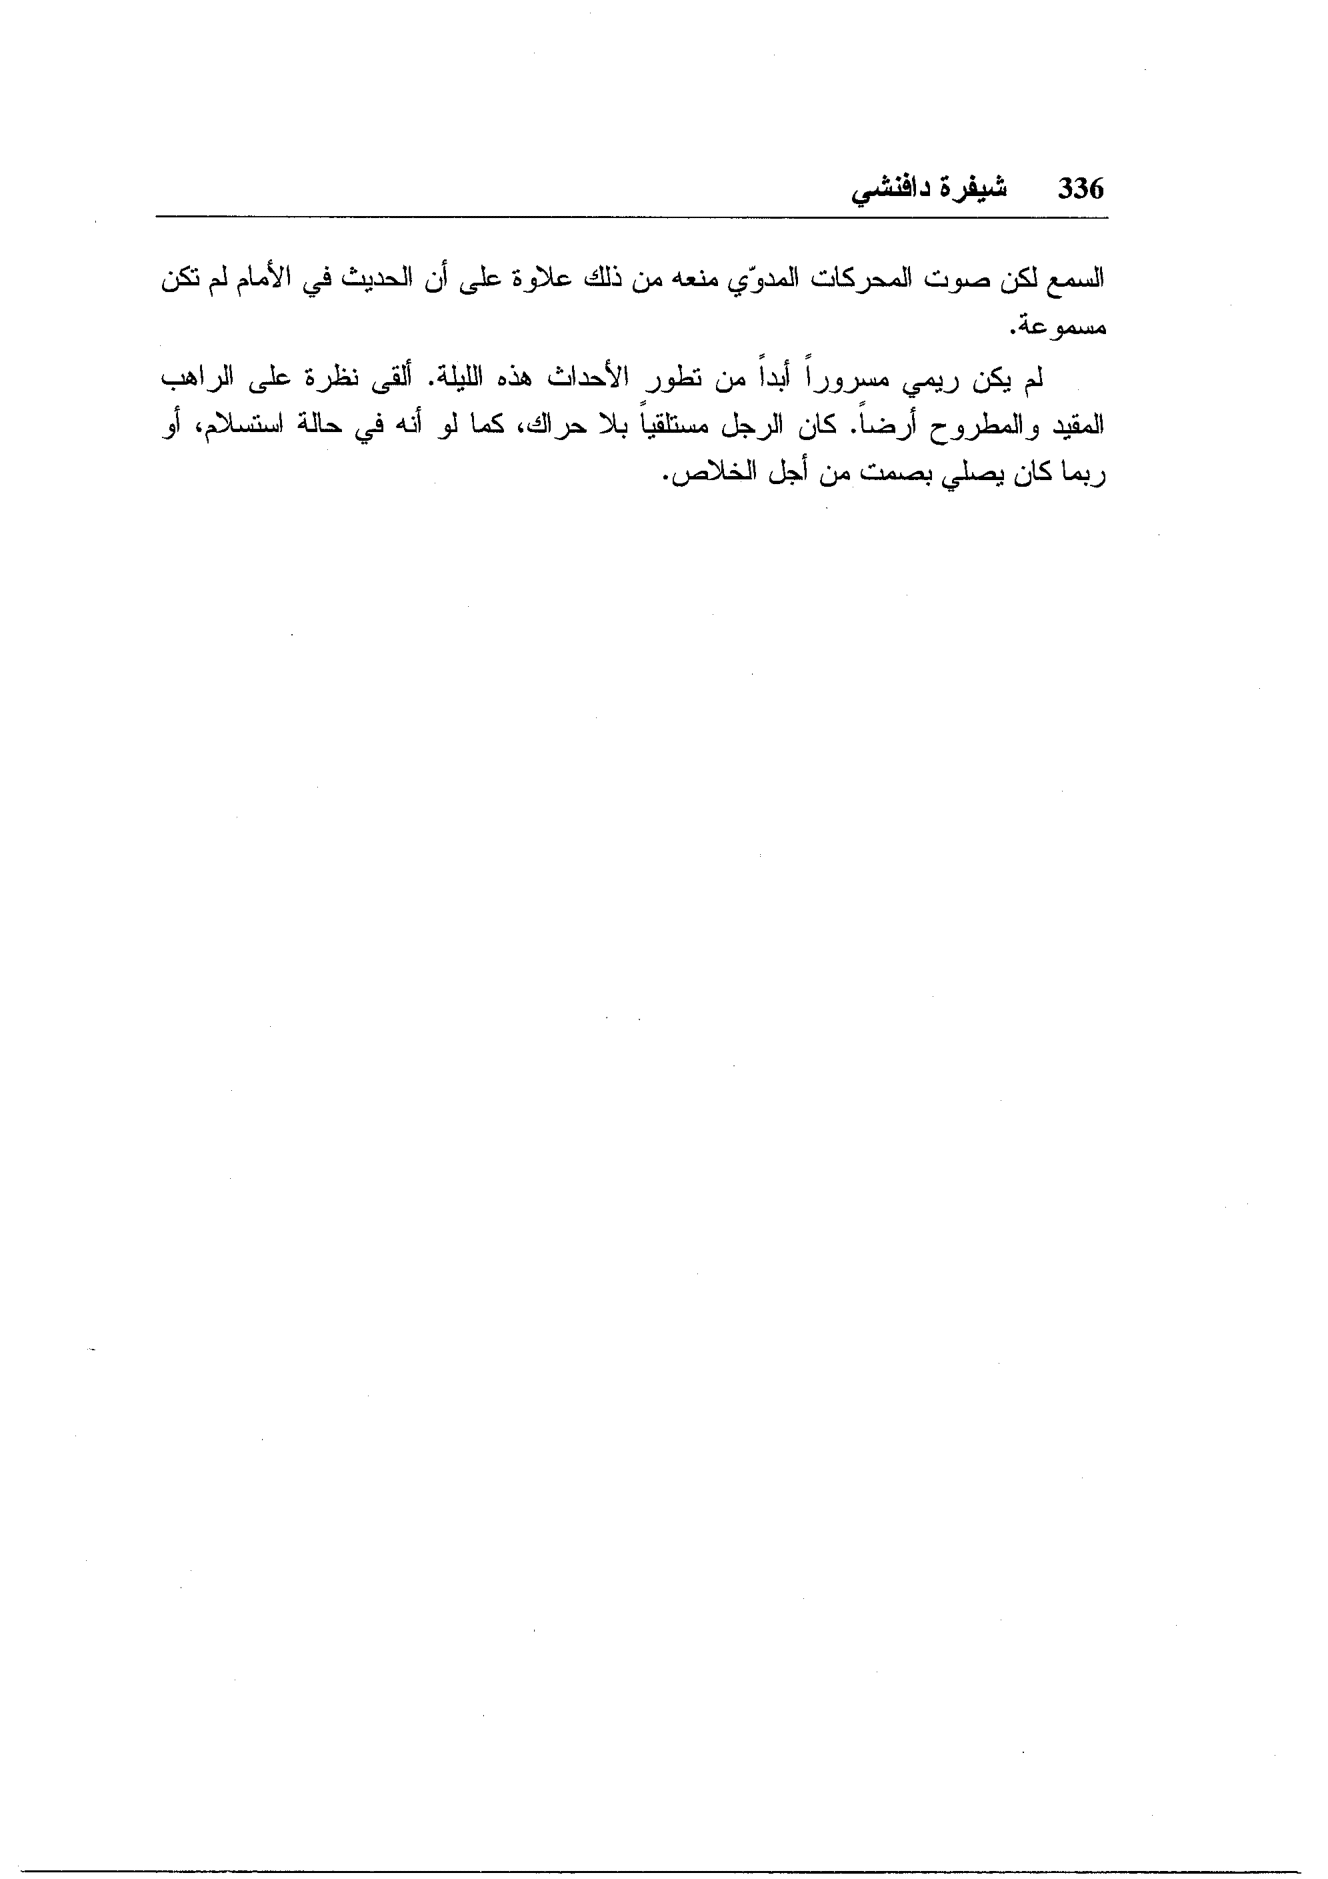 336 شيفرة دافنشي
السمع لكن صوت المحركات المدوّي منعه من ذلك علاوة على أن الحديث في الأمام لم تكن
مسموعة.
لم يكن ريمي مسروراً أبداً من تطور الأحداث هذه الليلة. ألقى نظرة على الراهب
المقيد والمطروح أرضاً. كان الرجل مستلقياً بلا حراك، كما لو أنه في حالة استسلام، أو
ربما كان يصلي بصمت من أجل الخلاص.